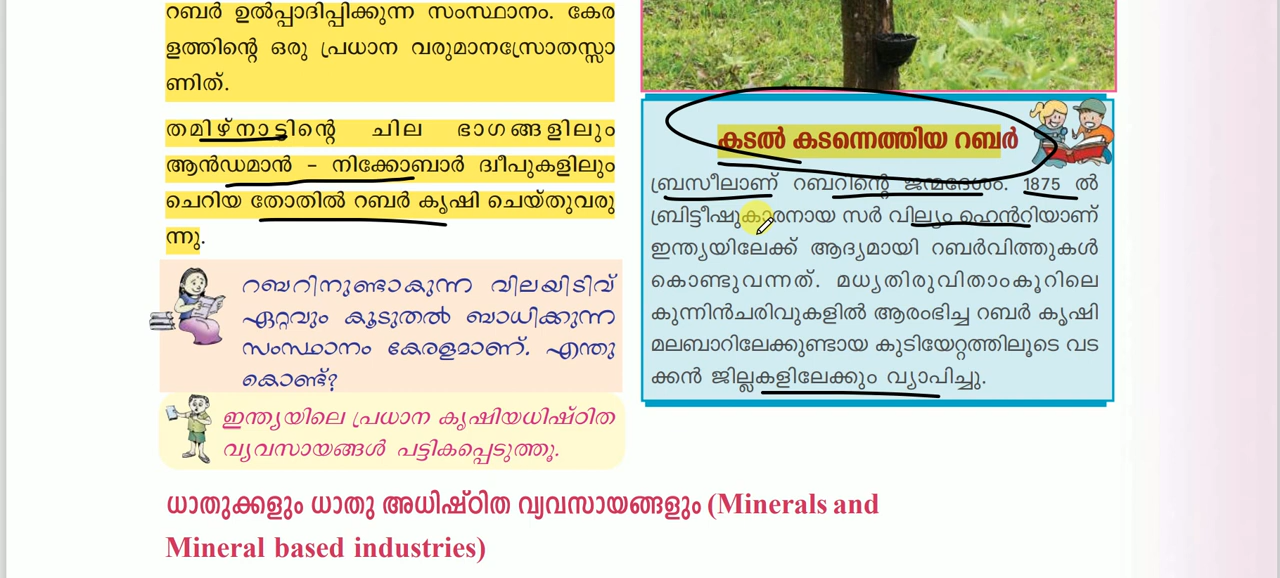 റബർ ഉൽപ്പാദിപ്പിക്കുന്ന സംസ്ഥാനം. കേര
ളത്തിന്റെ ഒരു പ്രധാന വരുമാനസ്രോതസ്സാ
ണിത്.
തമിഴ്നാട്ടിന്റെ ചില ഭാഗങ്ങളിലും
ആൻഡമാൻ – നിക്കോബാർ ദ്വീപുകളിലും
ചെറിയ തോതിൽ റബർ കൃഷി ചെയ്തുവരു
ന്നു.
റബറിനുണ്ടാകുന്ന വിലയിടിവ്
ഏറ്റവും കൂടുതൽ ബാധിക്കുന്ന
സംസ്ഥാനം കേരളമാണ്. എന്തു
കൊണ്ട്?
ഇന്ത്യയിലെ പ്രധാന കൃഷിയധിഷ്ഠിത
വ്യവസായങ്ങൾ പട്ടികപ്പെടുത്തൂ.
കടൽ കടന്നെത്തിയ റബർ
ബ്രസീലാണ് റബറിന്റെ ജന്മദേശം. 1875 ൽ
ബ്രിട്ടീഷുകാരനായ സർ വില്യം ഹെൻറിയാണ്
ഇന്ത്യയിലേക്ക് ആദ്യമായി റബർവിത്തുകൾ
കൊണ്ടുവന്നത്. മധ്യതിരുവിതാംകൂറിലെ
കുന്നിൻചരിവുകളിൽ ആരംഭിച്ച റബർ കൃഷി
മലബാറിലേക്കുണ്ടായ കുടിയേറ്റത്തിലൂടെ വട
ക്കൻ ജില്ലകളിലേക്കും വ്യാപിച്ചു.
ധാതുക്കളും ധാതു അധിഷ്ഠിത വ്യവസായങ്ങളും (Minerals and
Mineral based industries)